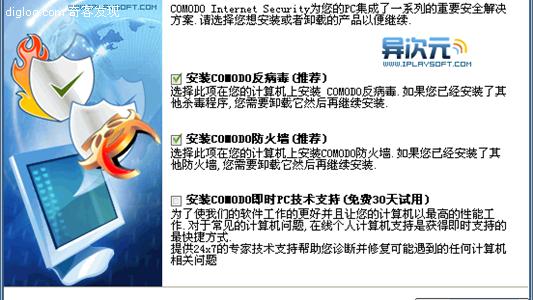 digloo.com 奇客发现
WWW.IPLAYSOFT.COM
COMODO Internet Security为您的PC集成了一系列的重要安全解决
方案.请选择您想安装或者卸载的产品以便继续.
异次元
WWW.IPLAYSOFT.COM
安装COMODO反病毒(推荐)
选择此项在您的计算机上安装 COMODO反病毒.如果您已经安装了其
他杀毒程序,您需要卸载它然后再继续安装.
安装COMODO防火墙(推荐)
选择此项在您的计算机上安装COMODO防火墙.如果您已经安装了其
他防火墙,您需要卸载它然后再继续安装.
安装COMODO即时PC技术支持(免费30天试用)
为了使我们的软件工作的更好并且让您的计算机以最高的性能工
作.对于常见的计算机问题,在线个人计算机支持是获得即时支持的
最快捷方式.
提供24x7的专家技术支持帮助您诊断并修复可能遇到的任何计算机
相关问题